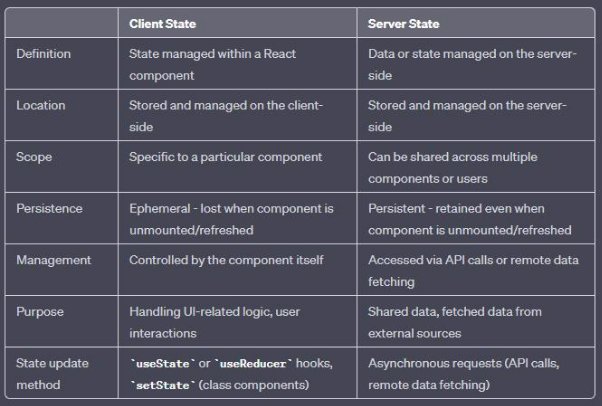 Client State Server State
Definition State managed within a React Data or state managed on the server-
component side
Location Stored and managed on the client- Stored and managed on the server-
side side
Scope Specific to a particular component Can be shared across multiple
components or users
Persistence Ephemeral - lost when component is Persistent - retained even when
unmounted/refreshed component is unmounted/refreshed
Management Controlled by the component itself Accessed via API calls or remote data
fetching
Purpose Handling UI-related logic, user Shared data, fetched data from
interactions external sources
State update `useState` or `useReducer` hooks, Asynchronous requests (API calls,
method `setState` (class components) remote data fetching)